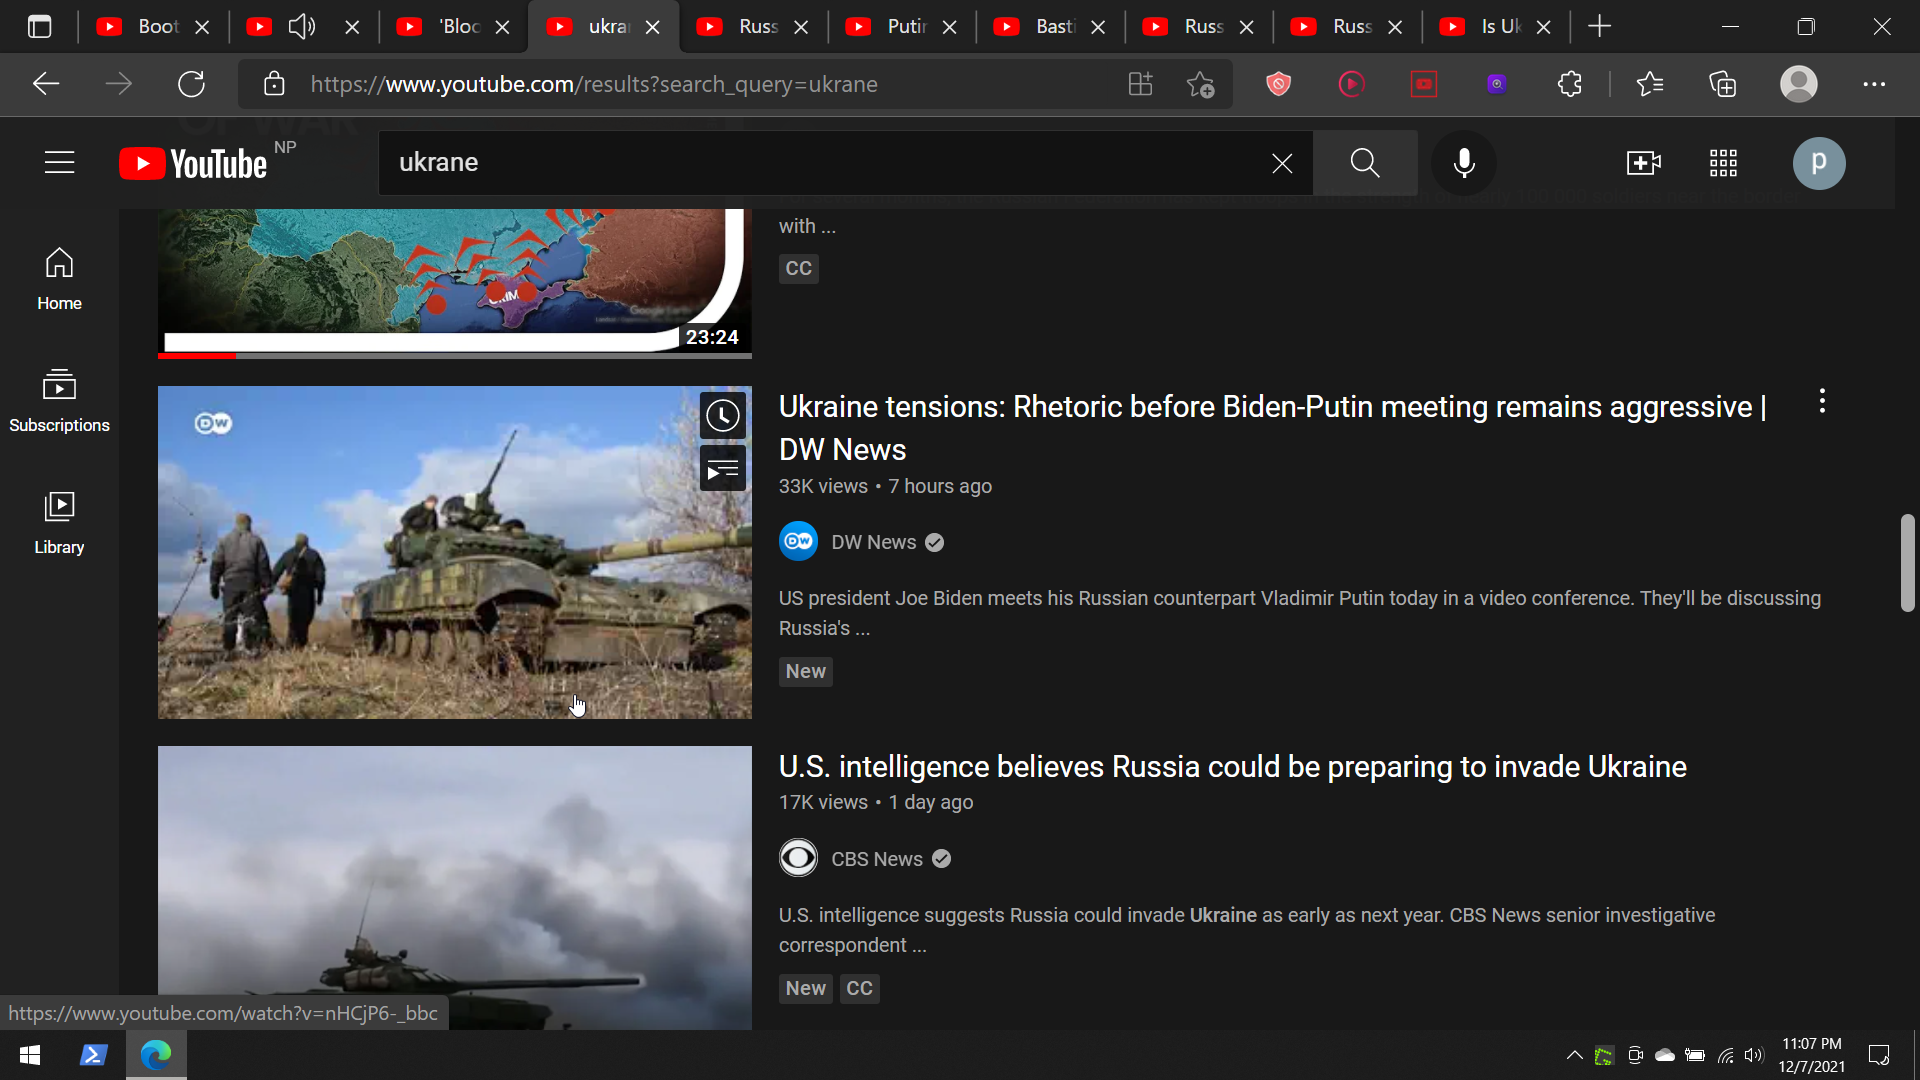 Boot
'Bloc
ukra
Russ
Putin
Basti
Russ
Russ
Is Uk
https://www.youtube.com/results?search_query=ukrane
YouTube NP
ukrane
p
with ...
CC
Home
23:24
Subscriptions
Library
DW
Ukraine tensions: Rhetoric before Biden-Putin meeting remains aggressive |
DW News
33K views • 7 hours ago
DW News
US president Joe Biden meets his Russian counterpart Vladimir Putin today in a video conference. They'll be discussing
Russia's ...
New
U.S. intelligence believes Russia could be preparing to invade Ukraine
17K views • 1 day ago
CBS News
U.S. intelligence suggests Russia could invade Ukraine as early as next year. CBS News senior investigative
correspondent ...
New CC
https://www.youtube.com/watch?v=nHCjP6-_bbc
11:07 PM
12/7/2021